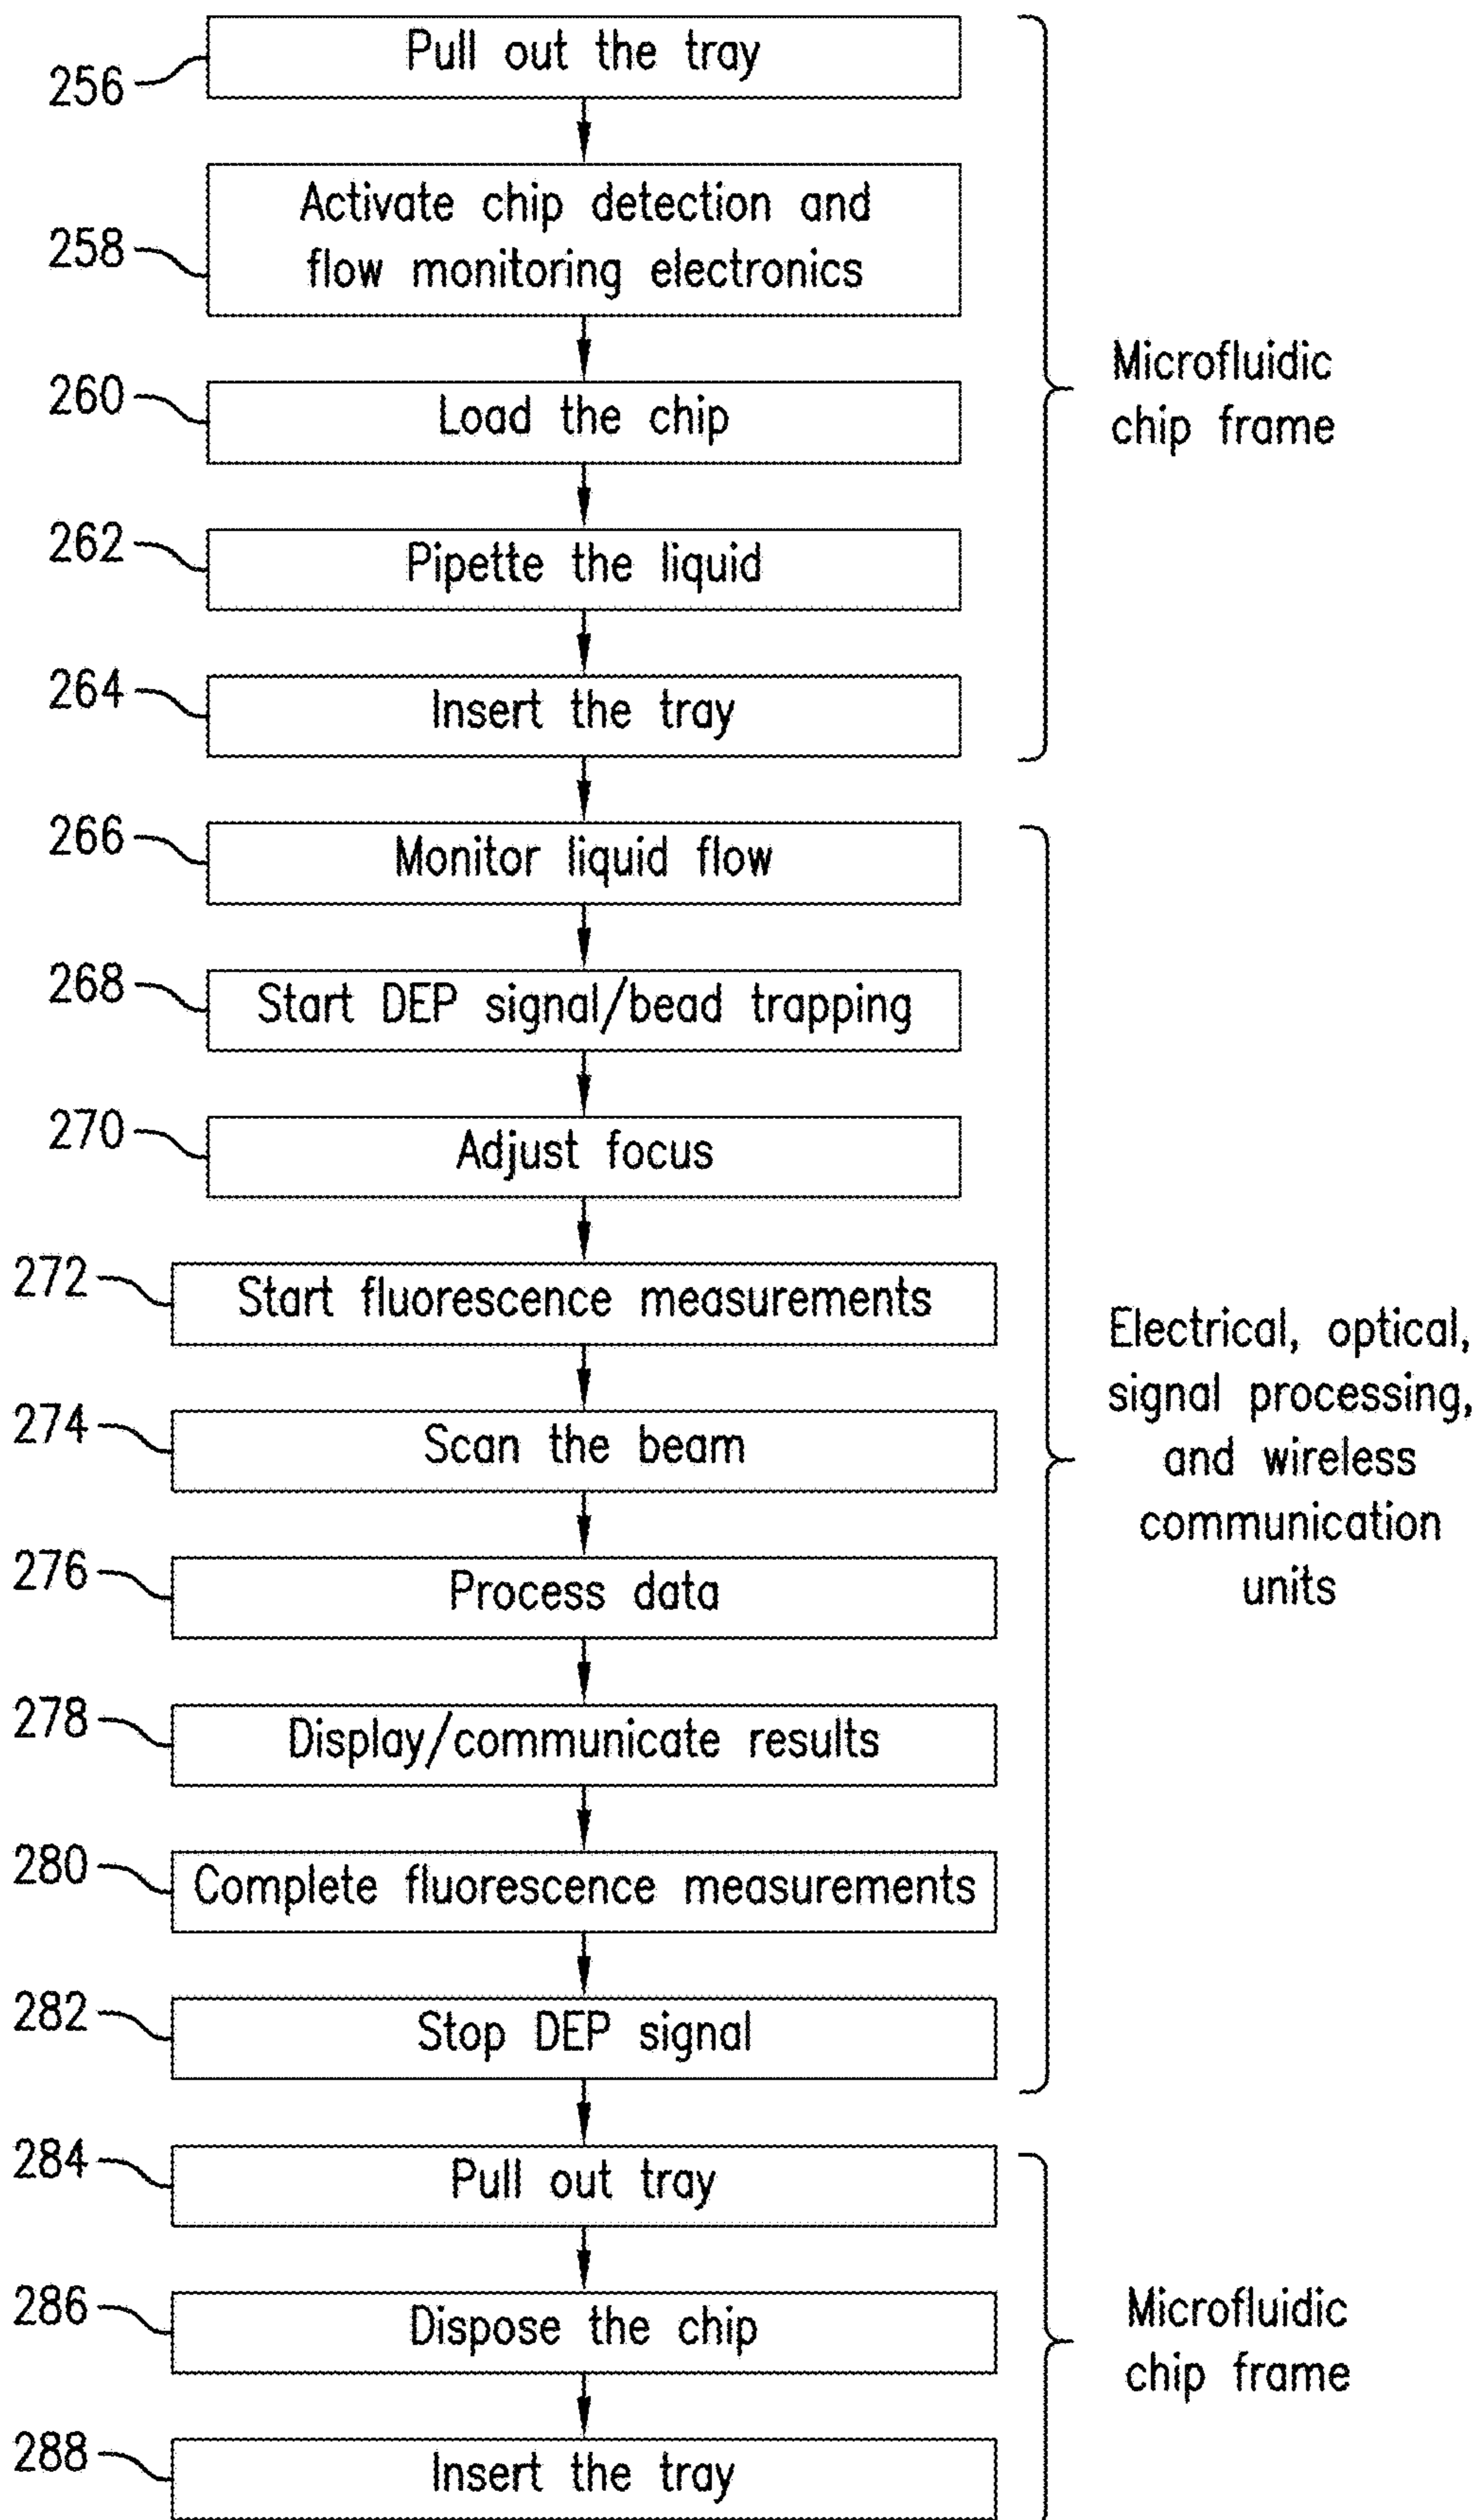 256
Pull out the tray
258
Activate chip detection and
flow monitoring electronics
260
Load the chip
262
Pipette the liquid
264
Insert the tray
Microfluidic
chip frame
266
Monitor liquid flow
268
Start DEP signal/bead trapping
270
Adjust focus
272
Start fluorescence measurements
274
Scan the beam
276
Process data
278
Display/communicate results
280
Complete fluorescence measurements
282
Stop DEP signal
Electrical, optical,
signal processing,
and wireless
communication
units
284
Pull out tray
286
Dispose the chip
288
Insert the tray
Microfluidic
chip frame